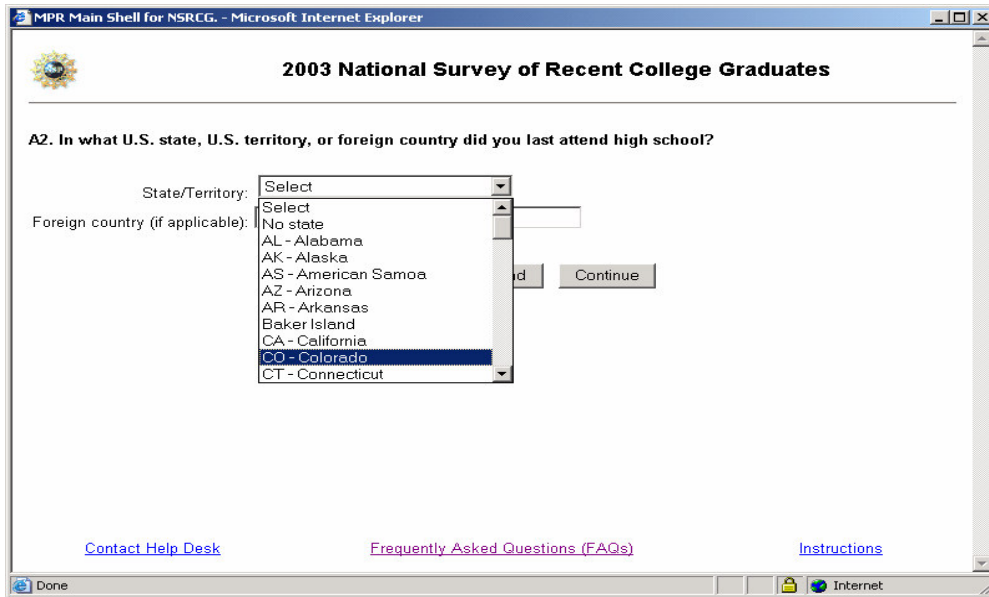 MPR Main Shell for NSRCG. - Microsoft Internet Explorer
2003 National Survey of Recent College Graduates
A2. In what U.S. state, U.S. territory, or foreign country did you last attend high school?
State/Territory: Select
Select
Foreign country (if applicable): No state
AL - Alabama
AK - Alaska
AS - American Samoa
AZ - Arizona
AR - Arkansas
Baker Island
CA - California
CO - Colorado
CT - Connecticut
Continue
Contact Help Desk Frequently Asked Questions (FAQs) Instructions
Done Internet